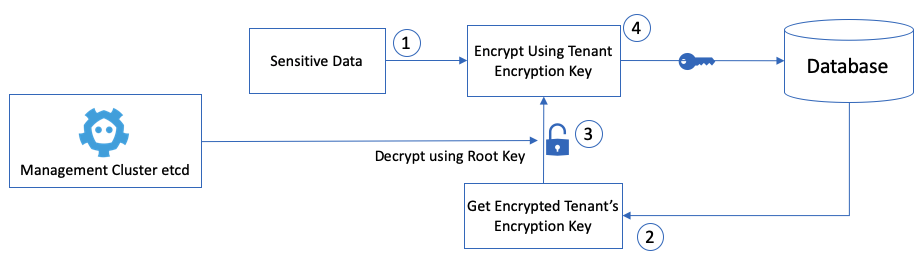 1
4
Sensitive Data
Encrypt Using Tenant
Encryption Key
Database
3
Management Cluster etcd
Decrypt using Root Key
Get Encrypted Tenant's
Encryption Key
2